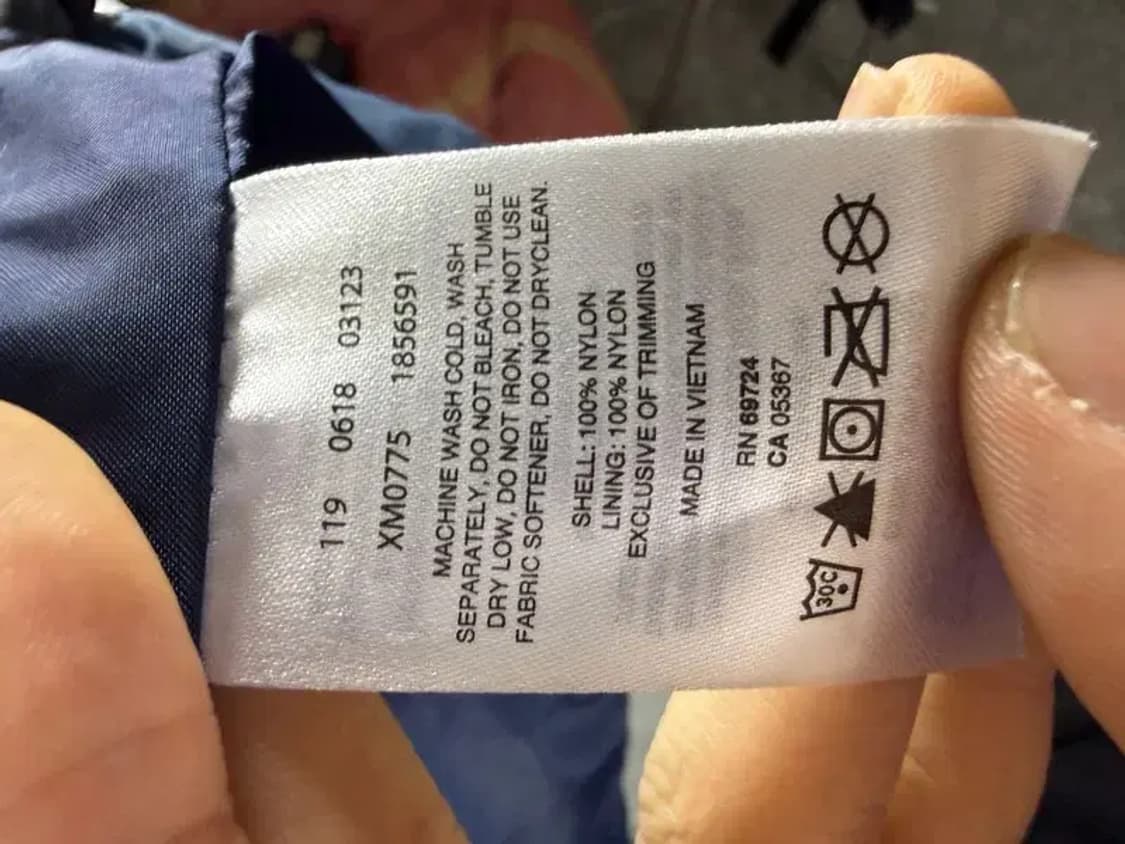 119 0618 03123
XM0775 1856591
MACHINE WASH COLD, WASH
SEPARATELY, DO NOT BLEACH, TUMBLE
DRY LOW, DO NOT IRON, DO NOT USE
FABRIC SOFTENER, DO NOT DRYCLEAN.
SHELL: 100% NYLON
LINING: 100% NYLON
EXCLUSIVE OF TRIMMING
MADE IN VIETNAM
RN 69724
CA 05367
30C